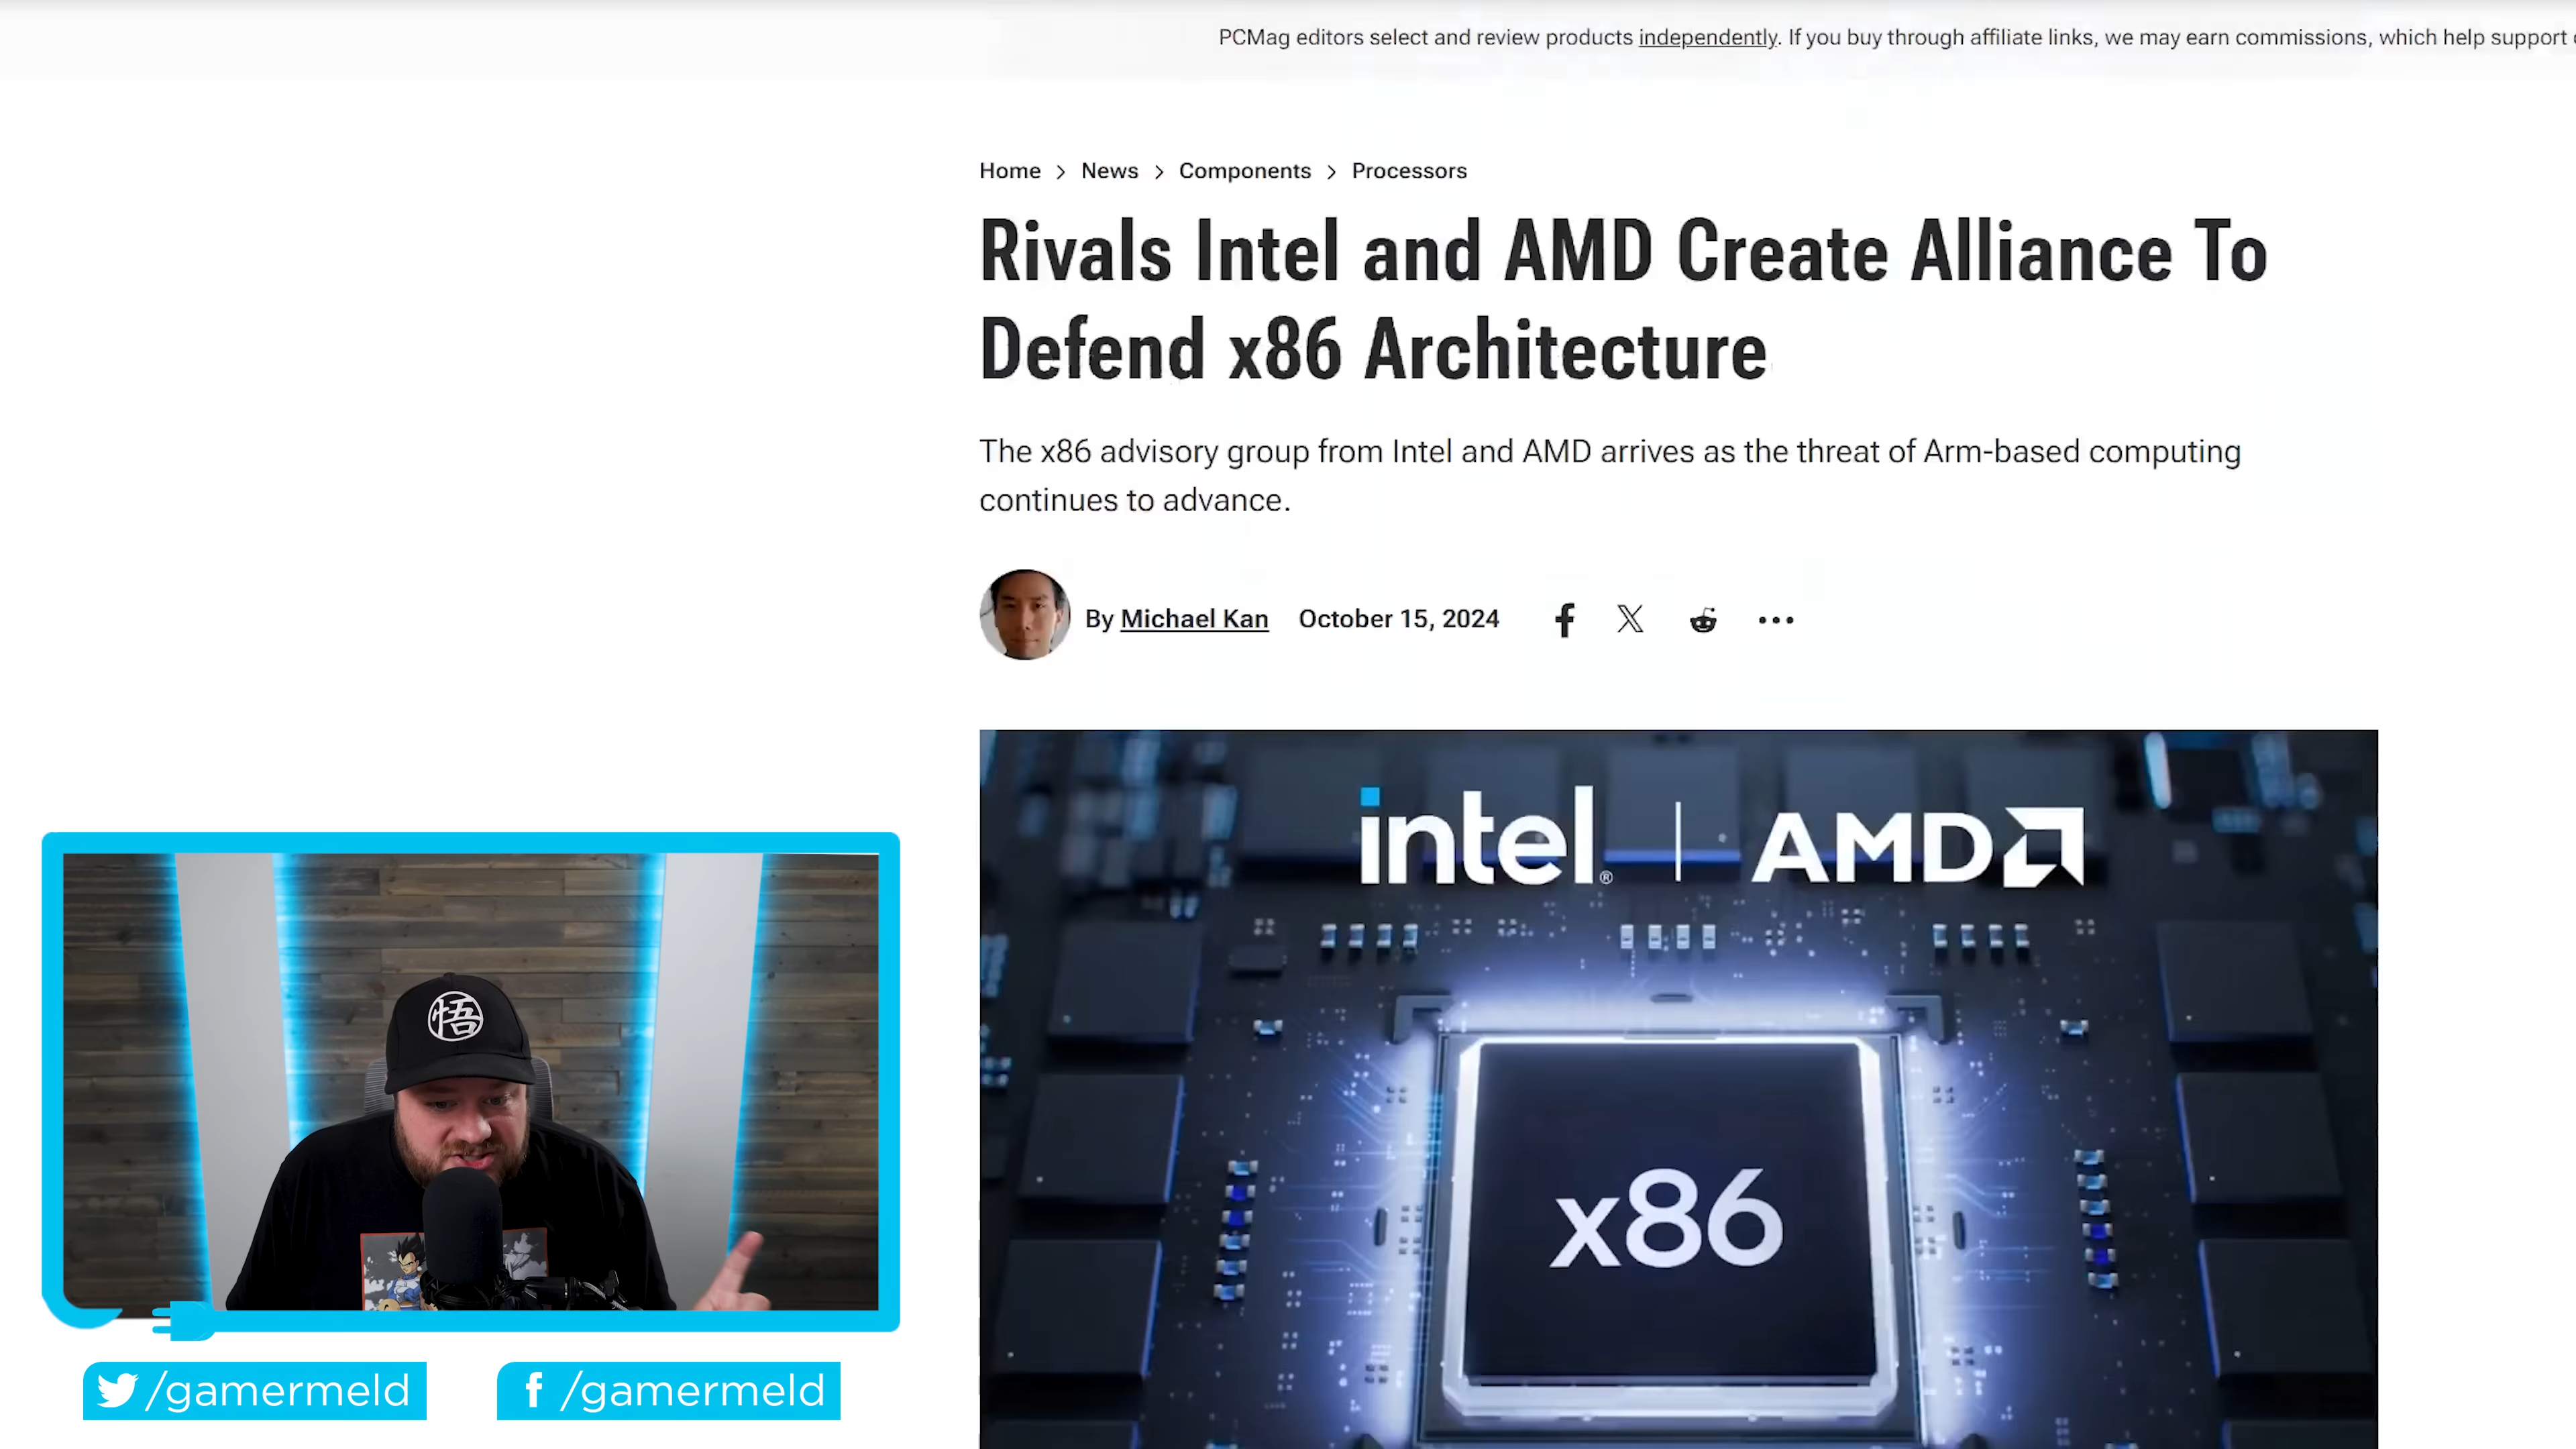 PCMag editors select and review products independently. If you buy through affiliate links, we may earn commissions, which help support
Home > News > Components > Processors
Rivals Intel and AMD Create Alliance To
Defend x86 Architecture
The x86 advisory group from Intel and AMD arrives as the threat of Arm-based computing
continues to advance.
By Michael Kan October 15, 2024
intel® | AMD
x86
悟
/gamermeld
/gamermeld